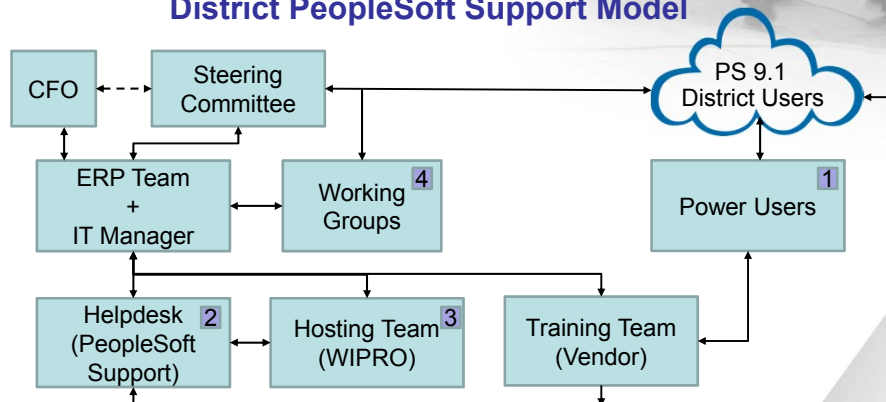 District PeopleSoft Support Model
CFO
Steering
Committee
PS 9.1
District Users
ERP Team
+
IT Manager
Working
Groups
4
Power Users
1
Helpdesk
(PeopleSoft
Support)
2
Hosting Team
(WIPRO)
3
Training Team
(Vendor)